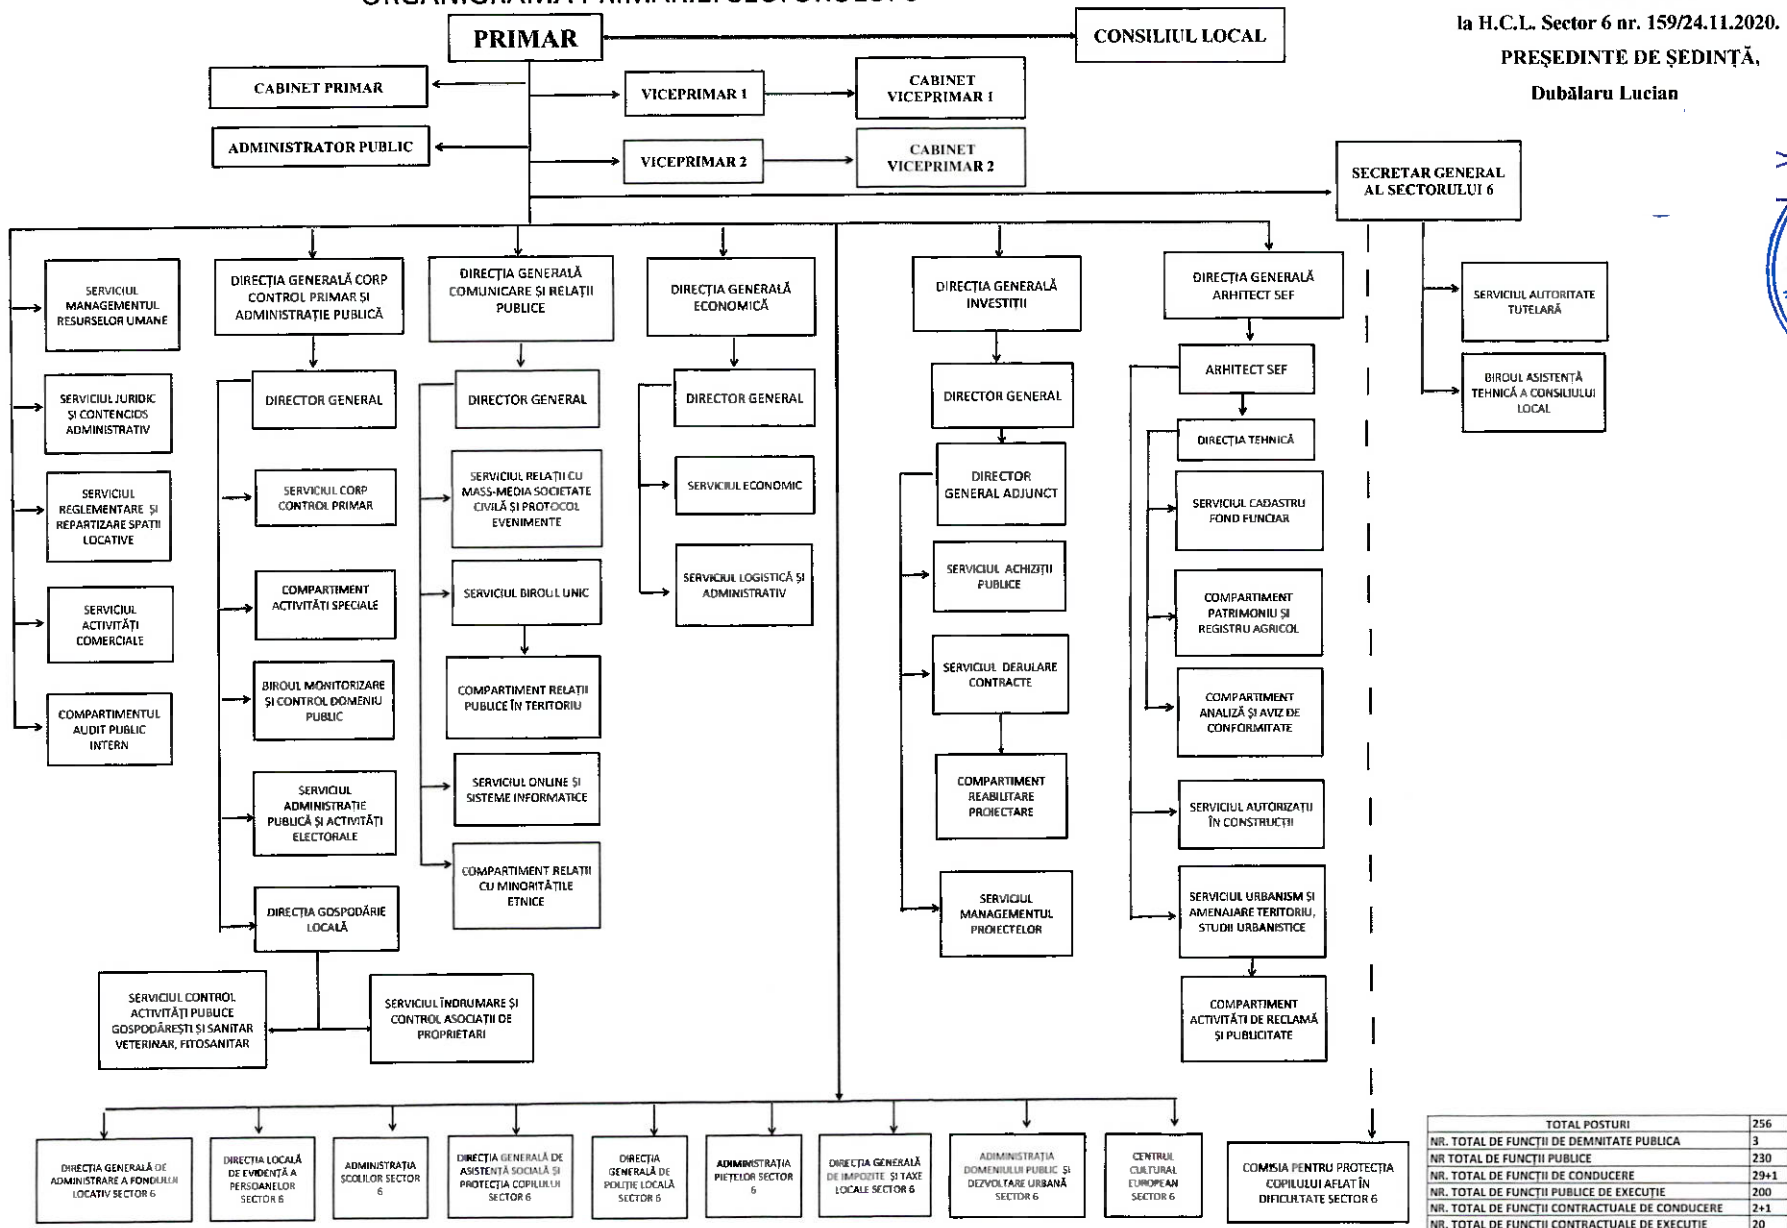 la H.C.L. Sector 6 nr. 159/24.11.2020.
PREȘEDINTE DE ȘEDINȚĂ,
Dubălaru Lucian
PRIMAR
CONSILIUL LOCAL
CABINET PRIMAR
VICEPRIMAR 1
CABINET
VICEPRIMAR 1
ADMINISTRATOR PUBLIC
VICEPRIMAR 2
CABINET
VICEPRIMAR 2
SECRETAR GENERAL
AL SECTORULUI 6
SERVICIUL
MANAGEMENTUL
RESURSELOR UMANE
SERVICIUL JURIDIC
ȘI CONTENCIOS
ADMINISTRATIV
SERVICIUL
REGLEMENTARE ȘI
REPARTIZARE SPAȚII
LOCATIVE
SERVICIUL
ACTIVITĂȚI
COMERCIALE
COMPARTIMENTUL
AUDIT PUBLIC
INTERN
DIRECȚIA GENERALĂ CORP
CONTROL PRIMAR ȘI
ADMINISTRAȚIE PUBLICĂ
DIRECTOR GENERAL
SERVICIUL CORP
CONTROL PRIMAR
COMPARTIMENT
ACTIVITĂȚI SPECIALE
BIROUL MONITORIZARE
ȘI CONTROL DOMENIU
PUBLIC
SERVICIUL
ADMINISTRAȚIE
PUBLICĂ ȘI ACTIVITĂȚI
ELECTORALE
DIRECȚIA GOSPODĂRIE
LOCALĂ
SERVICIUL CONTROL
ACTIVITĂȚI PUBLICE
GOSPODĂREȘTI ȘI SANITAR
VETERINAR, FITOSANITAR
SERVICIUL ÎNDRUMARE ȘI
CONTROL ASOCIAȚII DE
PROPRIETARI
DIRECȚIA GENERALĂ
COMUNICARE ȘI RELAȚII
PUBLICE
DIRECTOR GENERAL
SERVICIUL RELAȚII CU
MASS-MEDIA SOCIETATE
CIVILĂ ȘI PROTOCOL
EVENIMENTE
SERVICIUL BIROUL UNIC
COMPARTIMENT RELAȚII
PUBLICE ÎN TERITORIU
SERVICIUL ONLINE ȘI
SISTEME INFORMATICE
COMPARTIMENT RELAȚII
CU MINORITĂȚILE
ETNICE
DIRECȚIA GENERALĂ
ECONOMICĂ
DIRECTOR GENERAL
SERVICIUL ECONOMIC
SERVICIUL LOGISTICĂ ȘI
ADMINISTRATIV
DIRECȚIA GENERALĂ
INVESTITII
DIRECTOR GENERAL
DIRECTOR
GENERAL ADJUNCT
SERVICIUL ACHIZIȚII
PUBLICE
SERVICIUL DERULARE
CONTRACTE
COMPARTIMENT
REABILITARE
PROIECTARE
SERVICIUL
MANAGEMENTUL
PROIECTELOR
DIRECȚIA GENERALĂ
ARHITECT SEF
ARHITECT SEF
DIRECȚIA TEHNICĂ
SERVICIUL CADASTRU
FOND FUNCIAR
COMPARTIMENT
PATRIMONIU ȘI
REGISTRU AGRICOL
COMPARTIMENT
ANALIZĂ ȘI AVIZ DE
CONFORMITATE
SERVICIUL AUTORIZAȚII
ÎN CONSTRUCȚII
SERVICIUL URBANISM ȘI
AMENAJARE TERITORIU,
STUDII URBANISTICE
COMPARTIMENT
ACTIVITĂȚI DE RECLAMĂ
ȘI PUBLICITATE
SERVICIUL AUTORITATE
TUTELARĂ
BIROUL ASISTENȚĂ
TEHNICĂ A CONSILIULUI
LOCAL
DIRECȚIA GENERALĂ DE
ADMINISTRARE A FONDULUI
LOCATIV SECTOR 6
DIRECȚIA LOCALĂ
DE EVIDENȚĂ A
PERSOANELOR
SECTOR 6
ADMINISTRAȚIA
ȘCOLILOR SECTOR
6
DIRECȚIA GENERALĂ DE
ASISTENȚĂ SOCIALĂ ȘI
PROTECȚIA COPILULUI
SECTOR 6
DIRECȚIA
GENERALĂ DE
POLIȚIE LOCALĂ
SECTOR 6
ADIMINISTRAȚIA
PIEȚELOR SECTOR
6
DIRECȚIA GENERALĂ
DE IMPOZITE ȘI TAXE
LOCALE SECTOR 6
ADIMINISTRAȚIA
DOMENIULUI PUBLIC ȘI
DEZVOLTARE URBANĂ
SECTOR 6
CENTRUL
CULTURAL
EUROPEAN
SECTOR 6
COMISIA PENTRU PROTECȚIA
COPILULUI AFLAT ÎN
DIFICULTATE SECTOR 6
TOTAL POSTURI 256
NR. TOTAL DE FUNCȚII DE DEMNITATE PUBLICA 3
NR TOTAL DE FUNCȚII PUBLICE 230
NR. TOTAL DE FUNCȚII DE CONDUCERE 29+1
NR. TOTAL DE FUNCȚII PUBLICE DE EXECUȚIE 200
NR. TOTAL DE FUNCȚII CONTRACTUALE DE CONDUCERE 2+1
NR. TOTAL DE FUNCȚII CONTRACTUALE DE EXECUȚIE 20